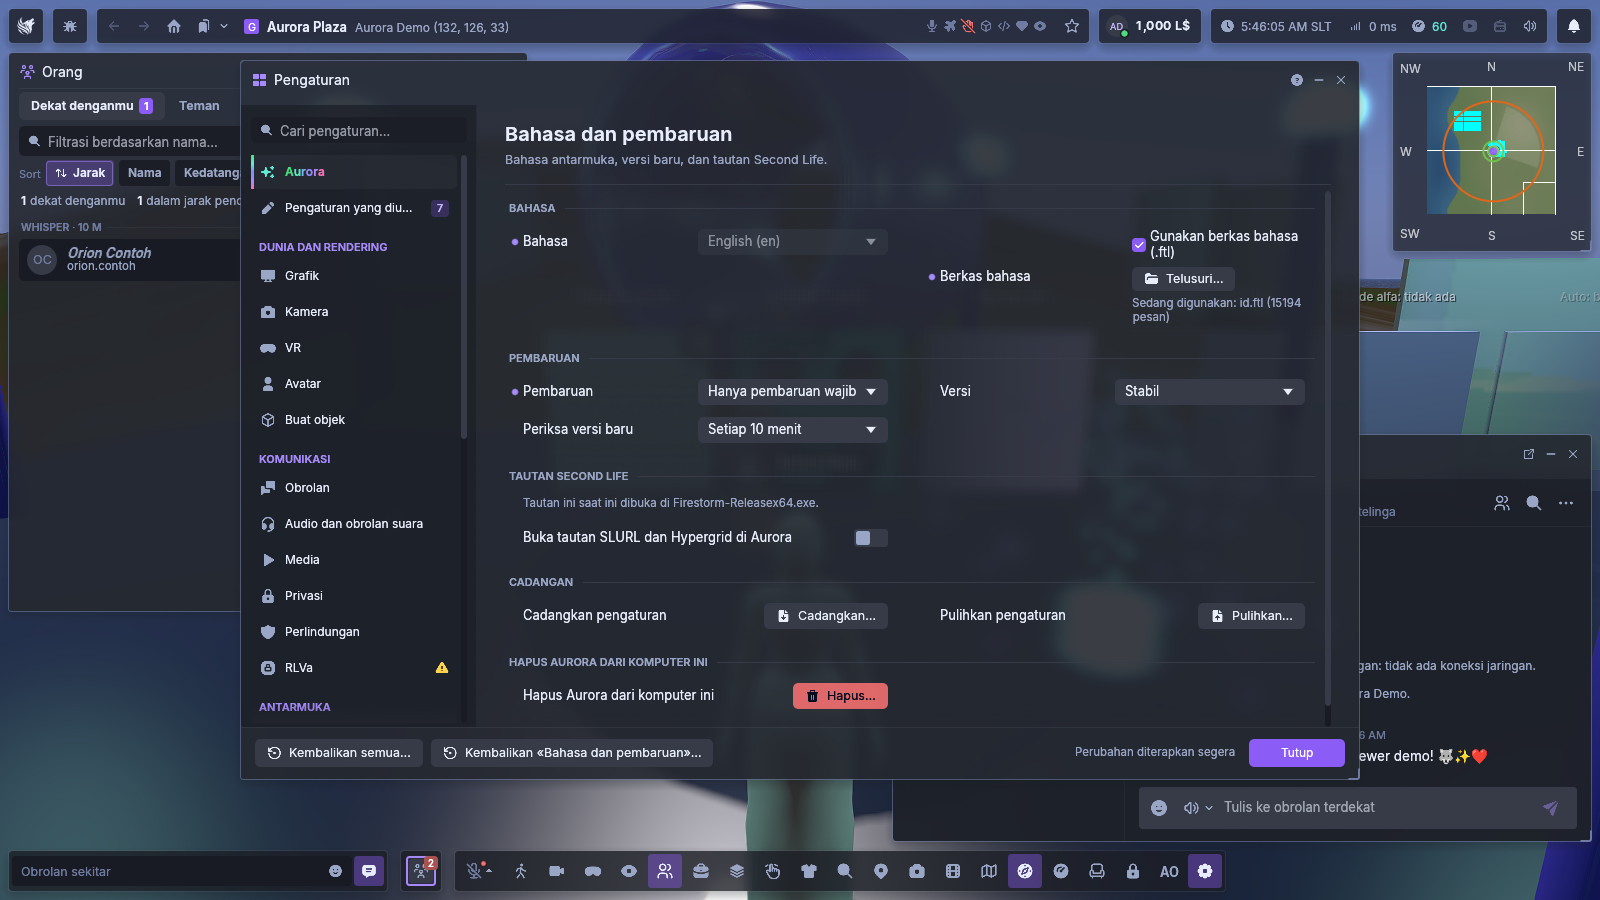 Aurora Plaza
Aurora Demo (132, 126, 33)
AD
1,000 L$
5:46:05 AM SLT
0 ms
60
Orang
Dekat denganmu 1
Teman
Filtrasi berdasarkan nama...
Sort
Jarak
Nama
1 dekat denganmu
1 dalam jarak
WHISPER · 10 M
OC
Orion Contoh
orion.contoh
Pengaturan
Cari pengaturan...
Aurora
Pengaturan yang diu...
7
DUNIA DAN RENDERING
Grafik
Kamera
VR
Avatar
Buat objek
KOMUNIKASI
Obrolan
Audio dan obrolan suara
Media
Privasi
Perlindungan
RLVa
ANTARMUKA
Bahasa dan pembaruan
Bahasa antarmuka, versi baru, dan tautan Second Life.
BAHASA
Bahasa
English (en)
Gunakan berkas bahasa
(.ftl)
Berkas bahasa
Telusuri...
Sedang digunakan: id.ftl (15194
pesan)
PEMBARUAN
Pembaruan
Hanya pembaruan wajib
Versi
Stabil
Periksa versi baru
Setiap 10 menit
TAUTAN SECOND LIFE
Tautan ini saat ini dibuka di Firestorm-Releasex64.exe.
Buka tautan SLURL dan Hypergrid di Aurora
CADANGAN
Cadangkan pengaturan
Cadangkan...
Pulihkan pengaturan
Pulihkan...
HAPUS AURORA DARI KOMPUTER INI
Hapus Aurora dari komputer ini
Hapus...
Kembalikan semua...
Kembalikan «Bahasa dan pembaruan»...
Perubahan diterapkan segera
Tutup
NW
N
NE
W
E
SW
S
SE
de alfa: tidak ada
Auto:
telinga
gan: tidak ada koneksi jaringan.
ra Demo.
6 AM
ewer demo! 🐺✨❤️
Tulis ke obrolan terdekat
Obrolan sekitar
2
AO